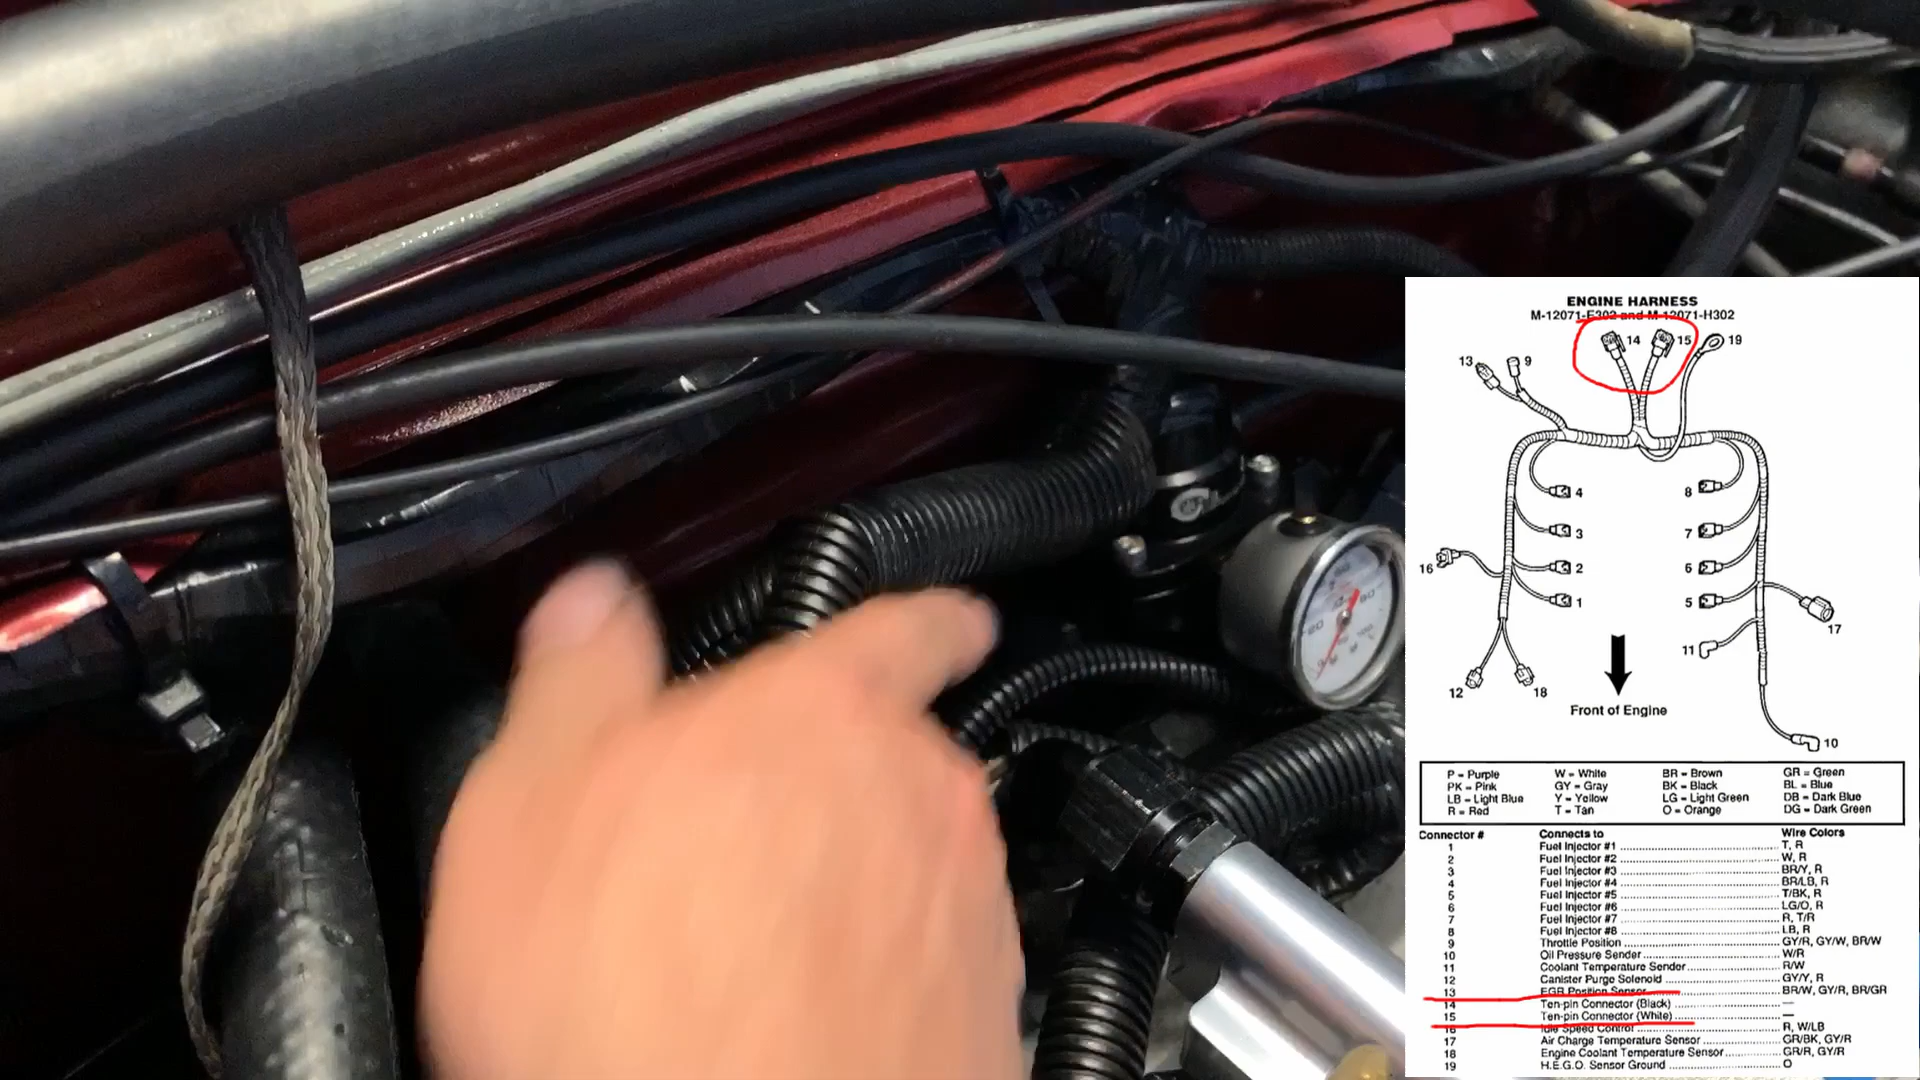 ENGINE HARNESS
M-12071-F302 and M-12071-H302
14
15
19
13
9
4
8
3
7
2
6
16
1
5
17
11
12
18
Front of Engine
10
P = Purple W = White BR = Brown GR = Green
PK = Pink GY = Gray BK = Black BL = Blue
LB = Light Blue Y = Yellow LG = Light Green DB = Dark Blue
R = Red T = Tan O = Orange DG = Dark Green
Connector # Connects to Wire Colors
1 Fuel Injector #1 T, R
2 Fuel Injector #2 W, R
3 Fuel Injector #3 BR/Y, R
4 Fuel Injector #4 BR/LB, R
5 Fuel Injector #5 T/BK, R
6 Fuel Injector #6 LG/O, R
7 Fuel Injector #7 R, T/R
8 Fuel Injector #8 LB, R
9 Throttle Position GY/R, GY/W, BR/W
10 Oil Pressure Sender W/R
11 Coolant Temperature Sender R/W
12 Canister Purge Solenoid GY/Y, R
13 EGR Position Sensor BR/W, GY/R, BR/GR
14 Ten-pin Connector (Black) —
15 Ten-pin Connector (White) —
16 Idle Speed Control R, W/LB
17 Air Charge Temperature Sensor GR/BK, GY/R
18 Engine Coolant Temperature Sensor GR/R, GY/R
19 H.E.G.O. Sensor Ground O